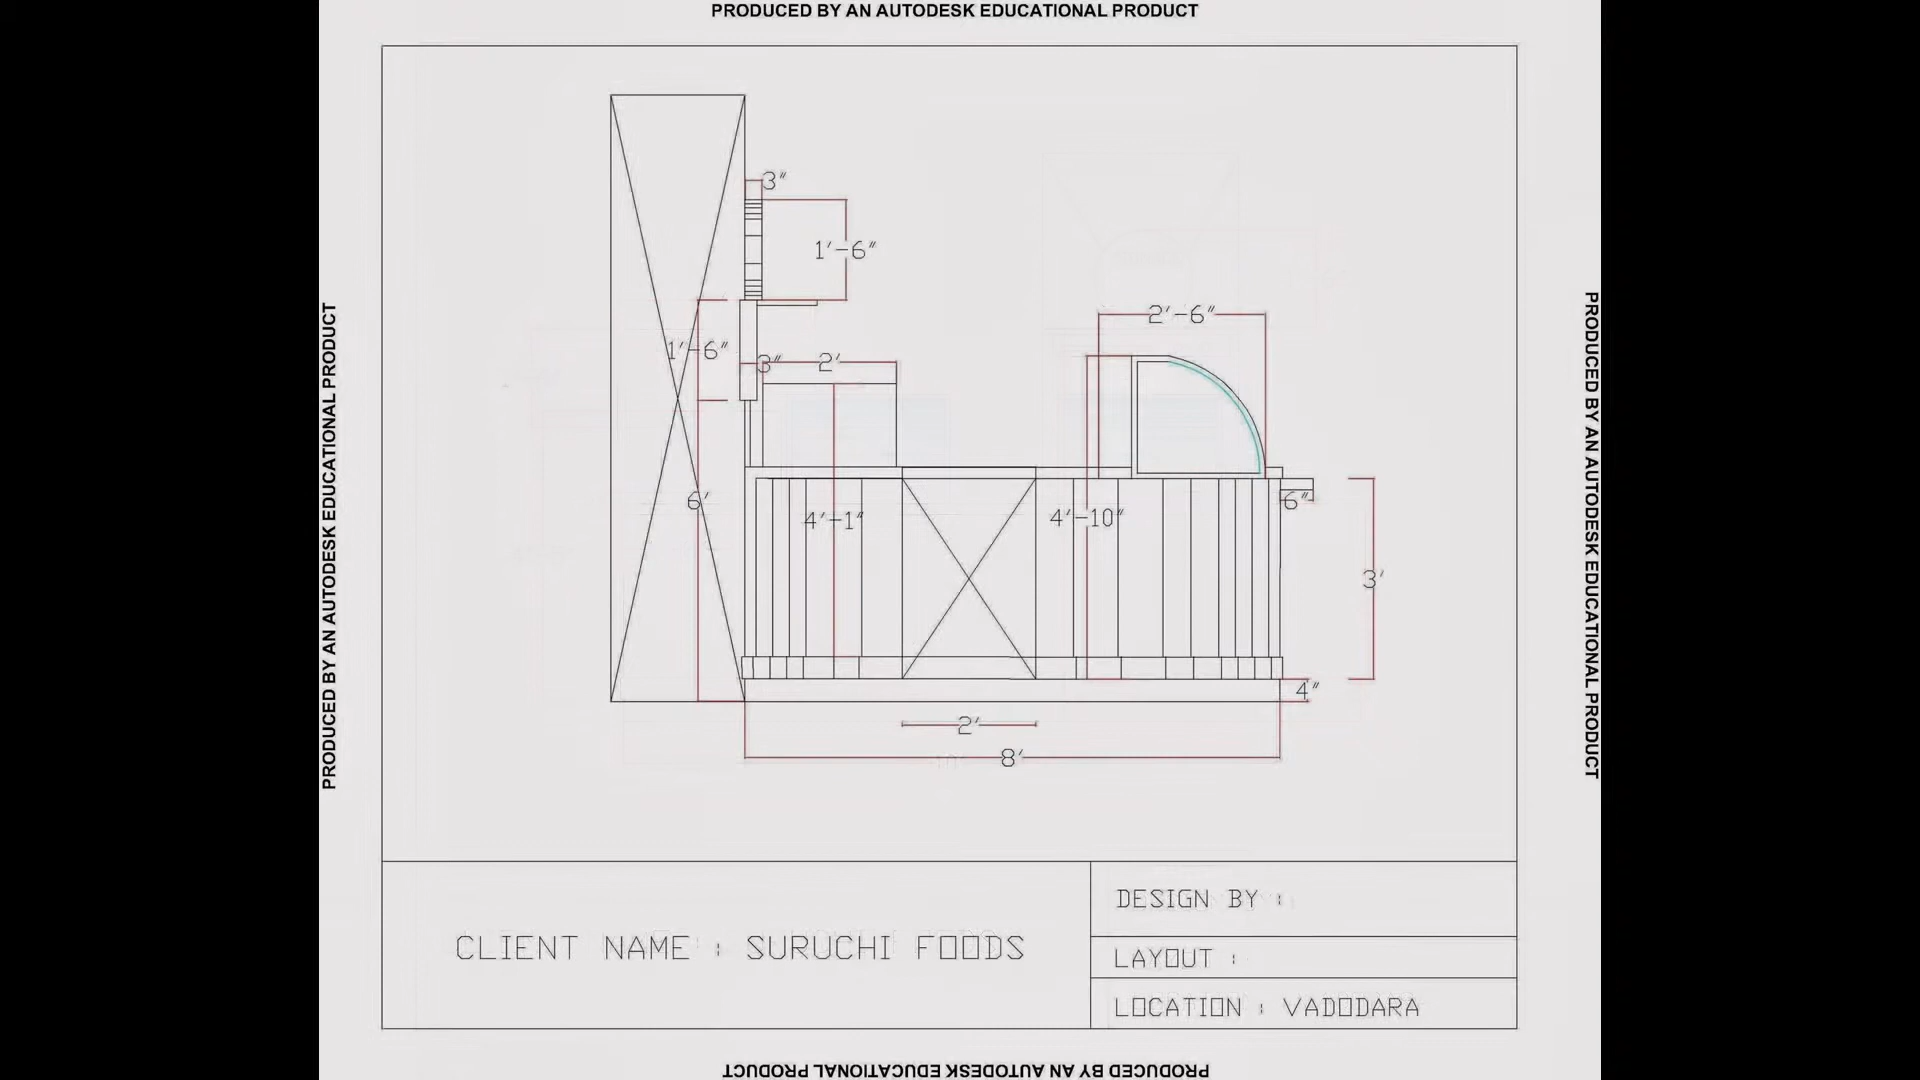 PRODUCED BY AN AUTODESK EDUCATIONAL PRODUCT
3"
1'-6"
2'-6"
1'-6"
3"
2'
6'
4'-1"
4'-10"
6"
3'
4"
2'
8'
PRODUCED BY AN AUTODESK EDUCATIONAL PRODUCT
PRODUCED BY AN AUTODESK EDUCATIONAL PRODUCT
CLIENT NAME : SURUCHI FOODS
DESIGN BY :
LAYOUT :
LOCATION : VADODARA
PRODUCED BY AN AUTODESK EDUCATIONAL PRODUCT